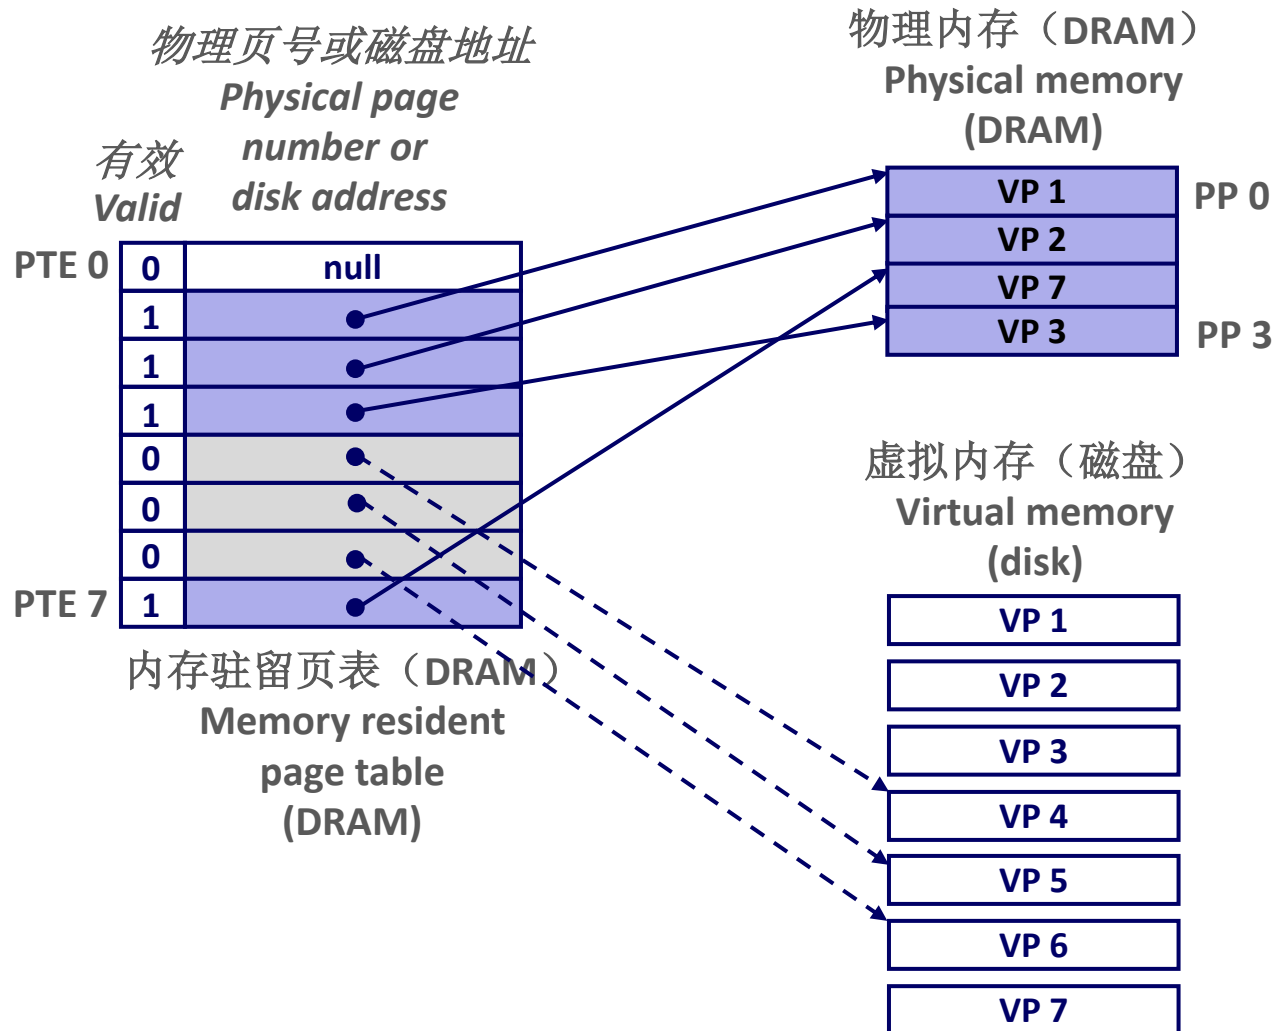 物理页号或磁盘地址
Physical page
number or
disk address
有效
Valid
PTE 0
0
null
1
1
1
0
0
0
PTE 7
1
内存驻留页表（DRAM）
Memory resident
page table
(DRAM)
物理内存（DRAM）
Physical memory
(DRAM)
VP 1
PP 0
VP 2
VP 7
VP 3
PP 3
虚拟内存（磁盘）
Virtual memory
(disk)
VP 1
VP 2
VP 3
VP 4
VP 5
VP 6
VP 7